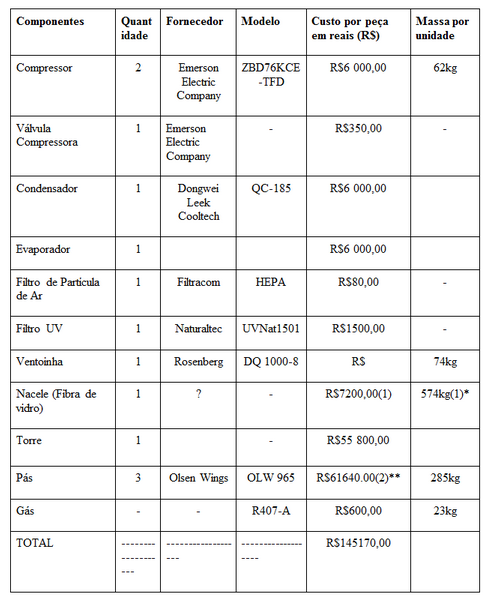 Componentes Quant Fornecedor Modelo Custo por peça Massa por
idade em reais (R$) unidade
Compressor 2 Emerson ZBD76KCE R$6 000,00 62kg
Electric -TFD
Company
Válvula 1 Emerson - R$350,00 -
Compressora Electric
Company
Condensador 1 Dongwei QC-185 R$6 000,00
Leek
Cooltech
Evaporador 1 R$6 000,00
Filtro de Partícula 1 Filtracom HEPA R$80,00 -
de Ar
Filtro UV 1 Naturaltec UVNat1501 R$1500,00 -
Ventoinha 1 Rosenberg DQ 1000-8 R$ 74kg
Nacele (Fibra de 1 ? - R$7200,00(1) 574kg(1)*
vidro)
Torre 1 - R$55 800,00
Pás 3 Olsen Wings OLW 965 R$61640.00(2)** 285kg
Gás - - R407-A R$600,00 23kg
TOTAL -------- ---------------- --------------- R$145170,00
-------- --- ----
---